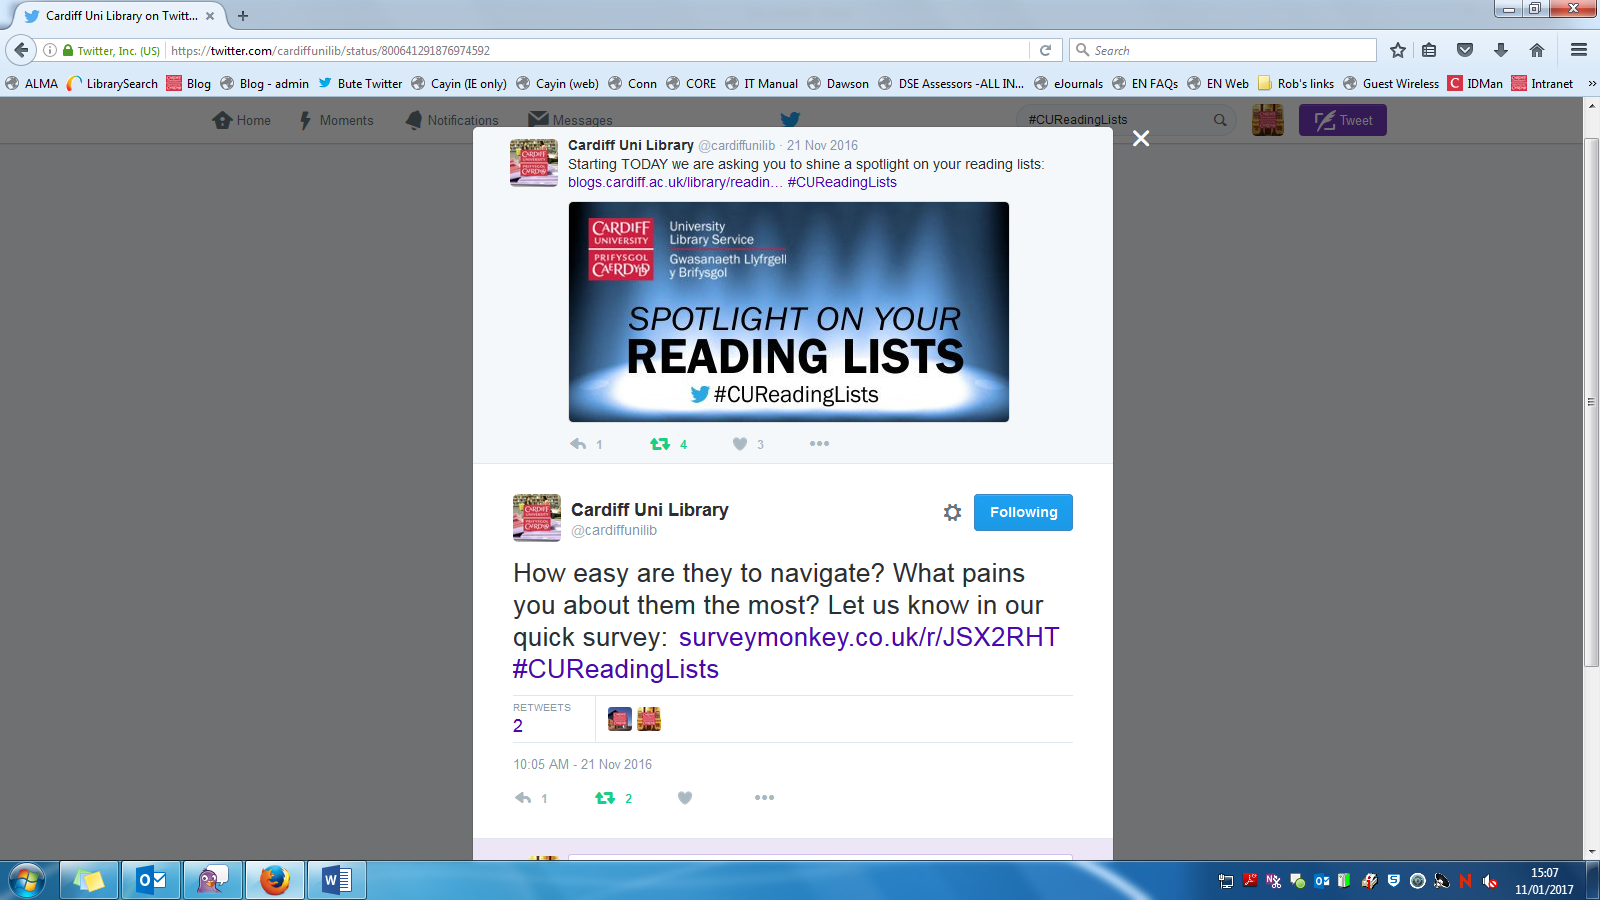 Cardiff Uni Library on Twitt...
Twitter, Inc. (US) https://twitter.com/cardiffunilib/status/800641291876974592
Search
ALMA LibrarySearch Blog Blog - admin Bute Twitter Cayin (IE only) Cayin (web) Conn CORE IT Manual Dawson DSE Assessors -ALL IN... eJournals EN FAQs EN Web Rob's links Guest Wireless IDMan Intranet
Home Moments Notifications Messages #CUReadingLists Tweet
Cardiff Uni Library @cardiffunilib · 21 Nov 2016
Starting TODAY we are asking you to shine a spotlight on your reading lists:
blogs.cardiff.ac.uk/library/readin… #CUReadingLists
CARDIFF
UNIVERSITY
PRIFYSGOL
CAERDYDD
University
Library Service
Gwasanaeth Llyfrgell
y Brifysgol
SPOTLIGHT ON YOUR
READING LISTS
#CUReadingLists
1 4 3
Cardiff Uni Library
@cardiffunilib
Following
How easy are they to navigate? What pains
you about them the most? Let us know in our
quick survey: surveymonkey.co.uk/r/JSX2RHT
#CUReadingLists
RETWEETS
2
10:05 AM - 21 Nov 2016
1 2
15:07
11/01/2017